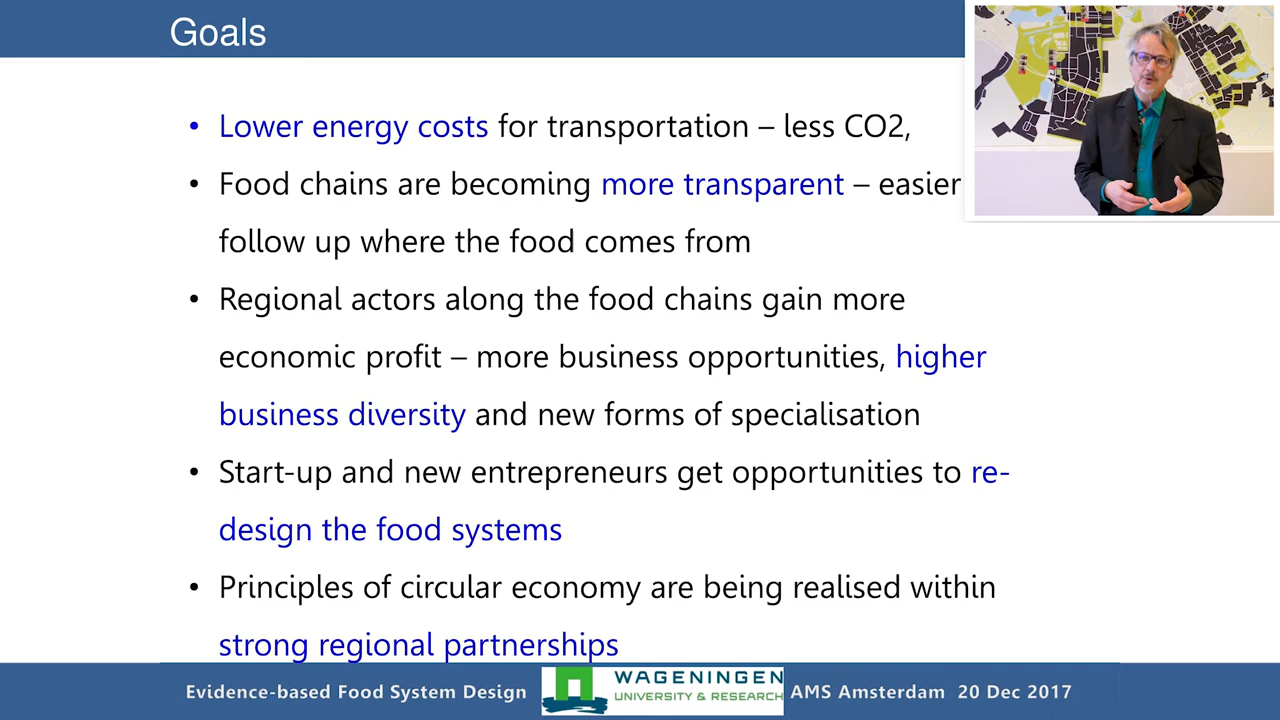 Goals
• Lower energy costs for transportation – less CO2,
• Food chains are becoming more transparent – easier
follow up where the food comes from
• Regional actors along the food chains gain more
economic profit – more business opportunities, higher
business diversity and new forms of specialisation
• Start-up and new entrepreneurs get opportunities to re-
design the food systems
• Principles of circular economy are being realised within
strong regional partnerships
Evidence-based Food System Design
WAGENINGEN
UNIVERSITY & RESEARCH
AMS Amsterdam 20 Dec 2017